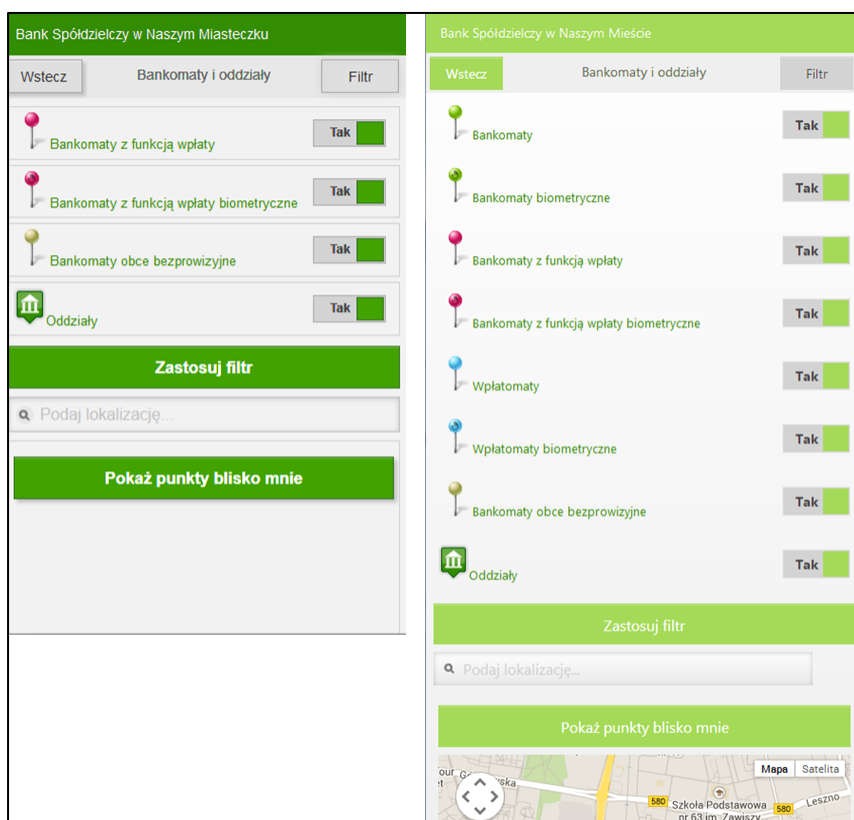 Bank Spółdzielczy w Naszym Miasteczku
Wstecz Bankomaty i oddziały Filtr
Bankomaty z funkcją wpłaty Tak
Bankomaty z funkcją wpłaty biometryczne Tak
Bankomaty obce bezprowizyjne Tak
Oddziały Tak
Zastosuj filtr
Podaj lokalizację...
Pokaż punkty blisko mnie
Bank Spółdzielczy w Naszym Mieście
Wstecz Bankomaty i oddziały Filtr
Bankomaty Tak
Bankomaty biometryczne Tak
Bankomaty z funkcją wpłaty Tak
Bankomaty z funkcją wpłaty biometryczne Tak
Wpłatomaty Tak
Wpłatomaty biometryczne Tak
Bankomaty obce bezprowizyjne Tak
Oddziały Tak
Zastosuj filtr
Podaj lokalizację...
Pokaż punkty blisko mnie
Mapa Satelita
580 Szkoła Podstawowa 580 Leszno
nr 63 im. Zawiszy